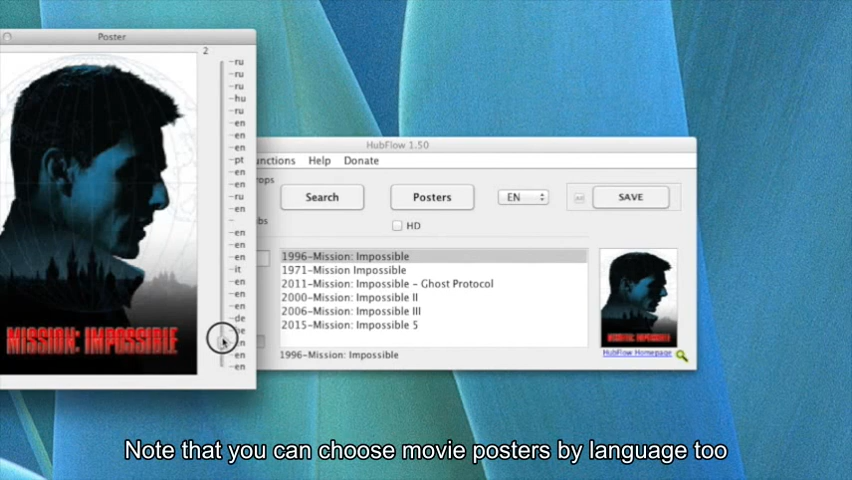 Poster
2
ru
ru
ru
hu
ru
en
en
en
pt
en
en
ru
en
en
en
it
en
en
en
de
en
en
MISSION: IMPOSSIBLE
HubFlow 1.50
Help Donate
Search Posters EN SAVE
HD
1996-Mission: Impossible
1971-Mission Impossible
2011-Mission: Impossible - Ghost Protocol
2000-Mission: Impossible II
2006-Mission: Impossible III
2015-Mission: Impossible 5
1996-Mission: Impossible
MISSION: IMPOSSIBLE
HubFlow Homepage
Note that you can choose movie posters by language too